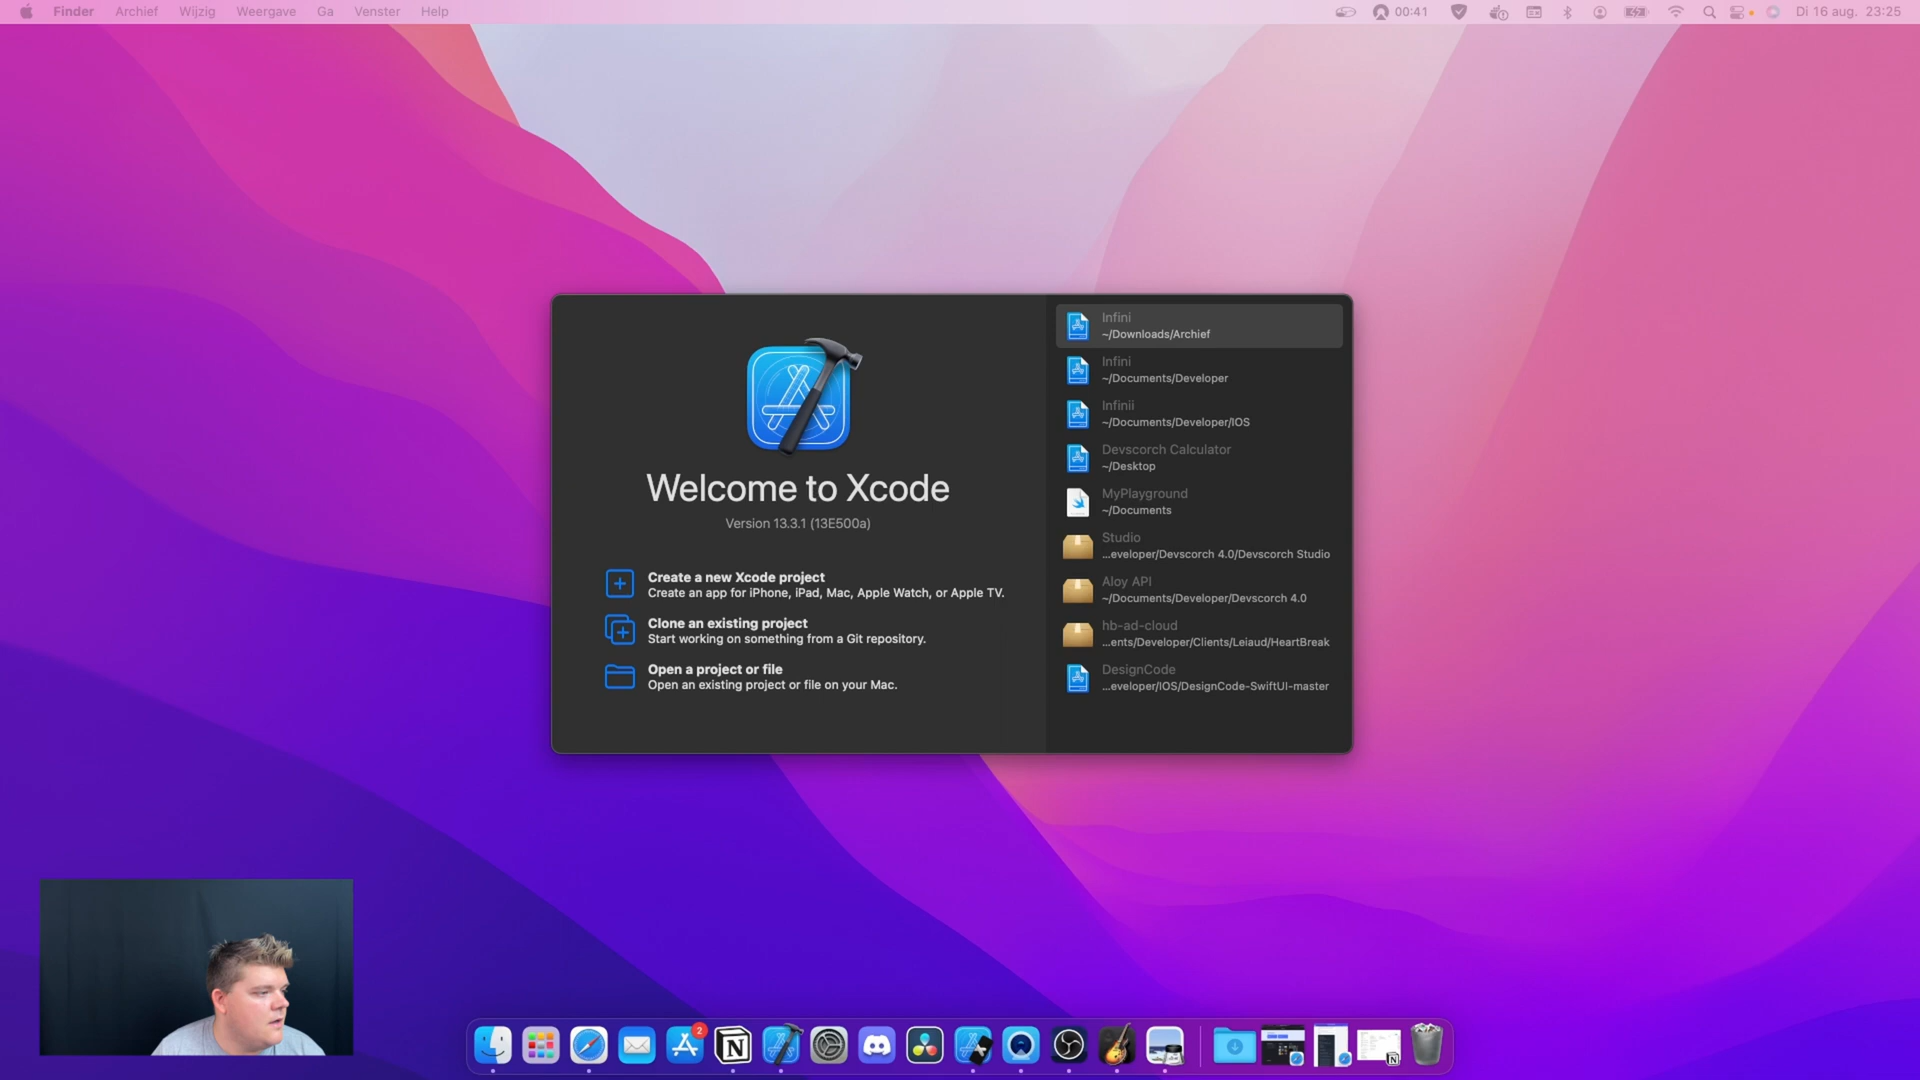 Finder Archief Wijzig Weergave Ga Venster Help 00:41 Di 16 aug. 23:25
Welcome to Xcode
Version 13.3.1 (13E500a)
Create a new Xcode project
Create an app for iPhone, iPad, Mac, Apple Watch, or Apple TV.
Clone an existing project
Start working on something from a Git repository.
Open a project or file
Open an existing project or file on your Mac.
Infini
~/Downloads/Archief
Infini
~/Documents/Developer
Infinii
~/Documents/Developer/IOS
Devscorch Calculator
~/Desktop
MyPlayground
~/Documents
Studio
...eveloper/Devscorch 4.0/Devscorch Studio
Aloy API
~/Documents/Developer/Devscorch 4.0
hb-ad-cloud
...ents/Developer/Clients/Leiaud/HeartBreak
DesignCode
...eveloper/IOS/DesignCode-SwiftUI-master
2